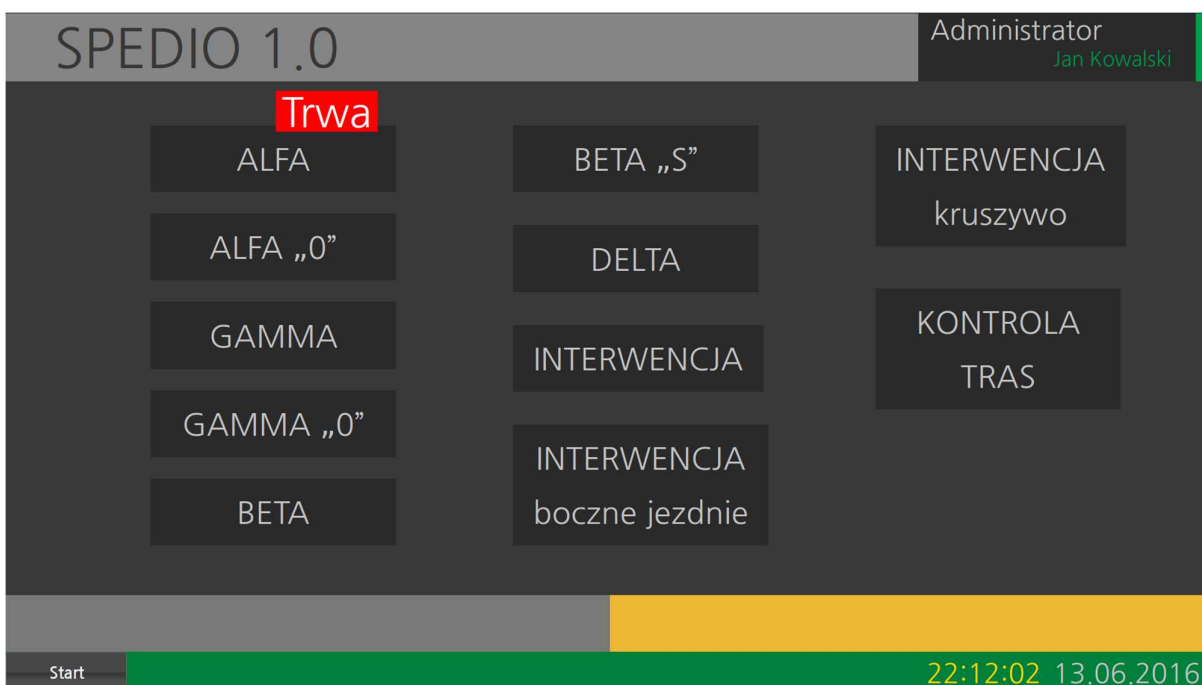 SPEDIO 1.0
Administrator
Jan Kowalski
Trwa
ALFA
ALFA „0”
GAMMA
GAMMA „0”
BETA
BETA „S”
DELTA
INTERWENCJA
INTERWENCJA
boczne jezdnie
INTERWENCJA
kruszywo
KONTROLA
TRAS
Start
22:12:02 13.06.2016